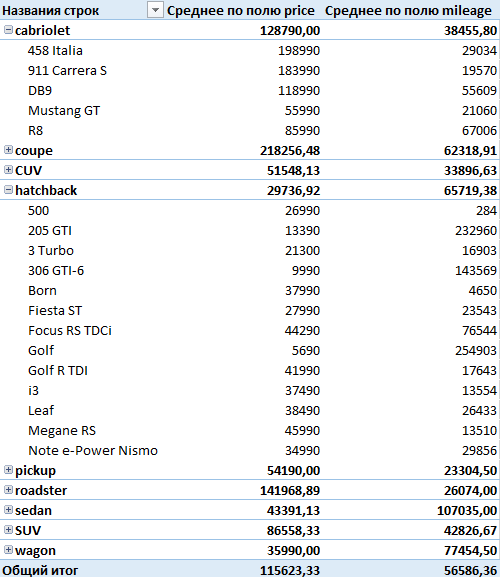 Названия строк Среднее по полю price Среднее по полю mileage
cabriolet 128790,00 38455,80
458 Italia 198990 29034
911 Carrera S 183990 19570
DB9 118990 55609
Mustang GT 55990 21060
R8 85990 67006
coupe 218256,48 62318,91
CUV 51548,13 33896,63
hatchback 29736,92 65719,38
500 26990 284
205 GTI 13390 232960
3 Turbo 21300 16903
306 GTI-6 9990 143569
Born 37990 4650
Fiesta ST 27990 23543
Focus RS TDCi 44290 76544
Golf 5690 254903
Golf R TDI 41990 17643
i3 37490 13554
Leaf 38490 26433
Megane RS 45990 13510
Note e-Power Nismo 34990 29856
pickup 54190,00 23304,50
roadster 141968,89 26074,00
sedan 43391,13 107035,00
SUV 86558,33 42826,67
wagon 35990,00 77454,50
Общий итог 115623,33 56586,36